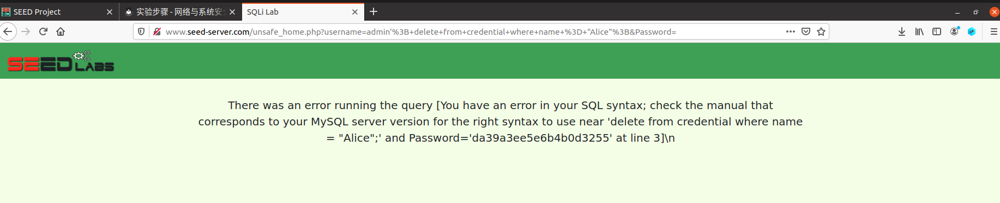 SEED Project
实验步骤 - 网络与系统安全
SQLi Lab
www.seed-server.com/unsafe_home.php?username=admin'%3B+delete+from+credential+where+name+%3D+"Alice"%3B&Password=
SEED LABS
There was an error running the query [You have an error in your SQL syntax; check the manual that
corresponds to your MySQL server version for the right syntax to use near 'delete from credential where name
= "Alice";' and Password='da39a3ee5e6b4b0d3255' at line 3]\n